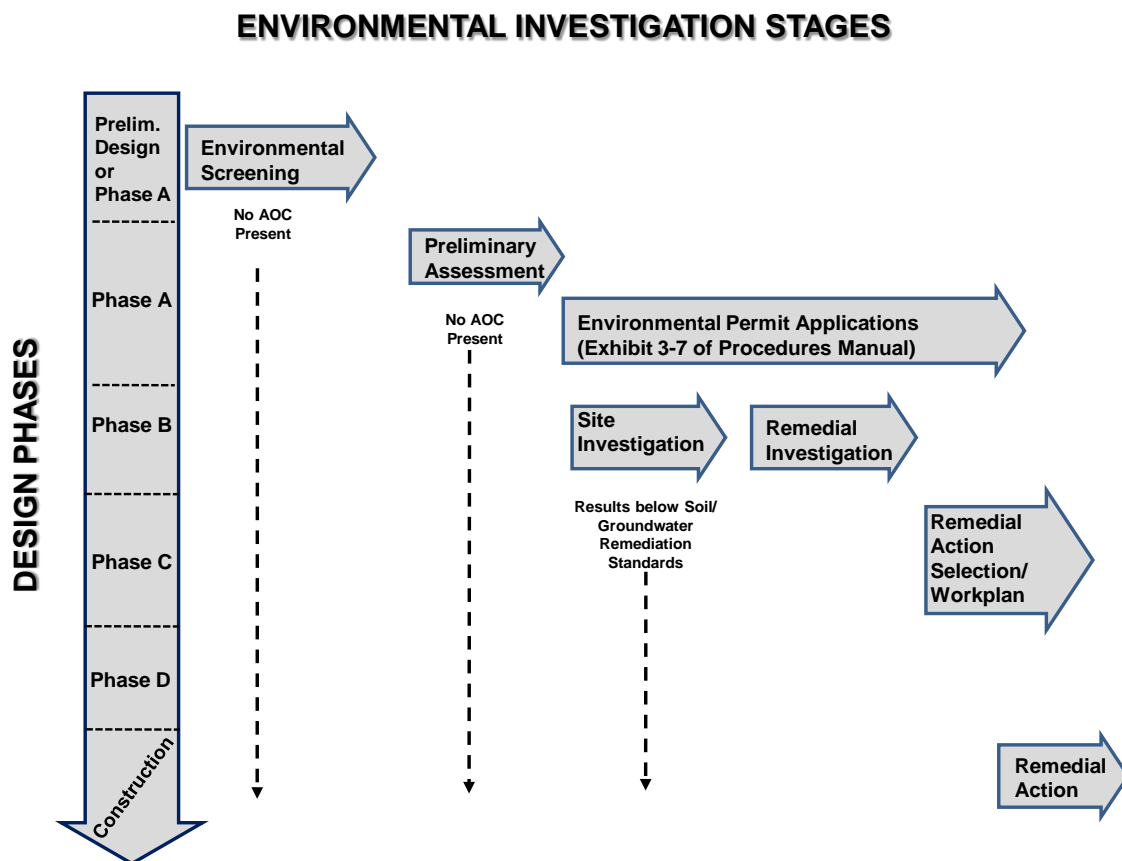 ENVIRONMENTAL INVESTIGATION STAGES
DESIGN PHASES
Prelim.
Design
or
Phase A
Environmental
Screening
No AOC
Present
Phase A
Preliminary
Assessment
No AOC
Present
Environmental Permit Applications
(Exhibit 3-7 of Procedures Manual)
Phase B
Site
Investigation
Remedial
Investigation
Results below Soil/
Groundwater
Remediation
Standards
Phase C
Remedial
Action
Selection/
Workplan
Phase D
Construction
Remedial
Action